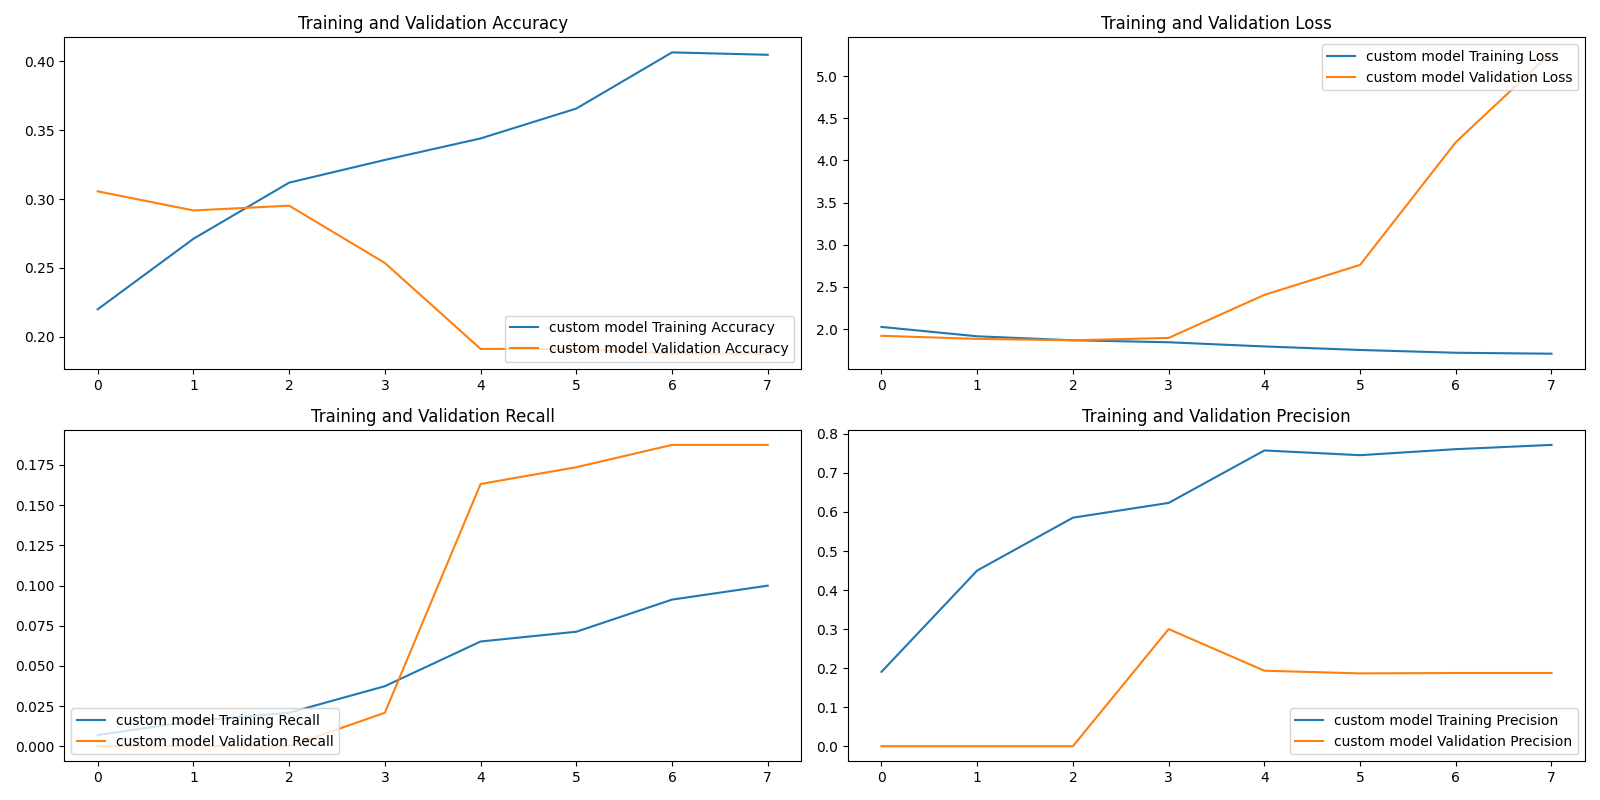 Training and Validation Accuracy
0.40
0.35
0.30
0.25
0.20
custom model Training Accuracy
custom model Validation Accuracy
0 1 2 3 4 5 6 7
Training and Validation Loss
custom model Training Loss
custom model Validation Loss
5.0
4.5
4.0
3.5
3.0
2.5
2.0
0 1 2 3 4 5 6 7
Training and Validation Recall
0.175
0.150
0.125
0.100
0.075
0.050
0.025
0.000
custom model Training Recall
custom model Validation Recall
0 1 2 3 4 5 6 7
Training and Validation Precision
0.8
0.7
0.6
0.5
0.4
0.3
0.2
0.1
0.0
custom model Training Precision
custom model Validation Precision
0 1 2 3 4 5 6 7